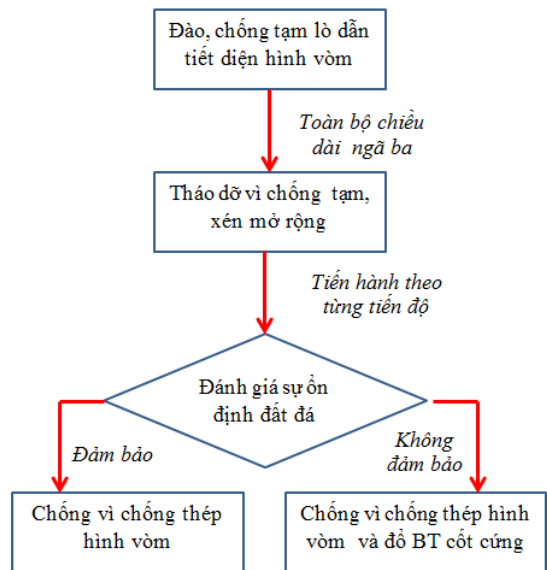 Đào, chống tạm lò dẫn
tiết diện hình vòm
Toàn bộ chiều
dài ngã ba
Tháo dỡ vì chống tạm,
xén mở rộng
Tiến hành theo
từng tiến độ
Đánh giá sự ổn
định đất đá
Đảm bảo
Không
đảm bảo
Chống vì chống thép
hình vòm
Chống vì chống thép hình
vòm và đổ BT cốt cứng